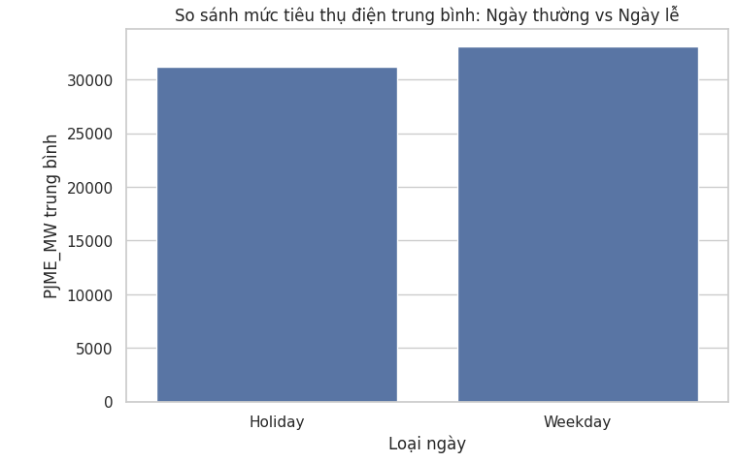 So sánh mức tiêu thụ điện trung bình: Ngày thường vs Ngày lễ
PJME_MW trung bình
30000
25000
20000
15000
10000
5000
0
Holiday
Weekday
Loại ngày